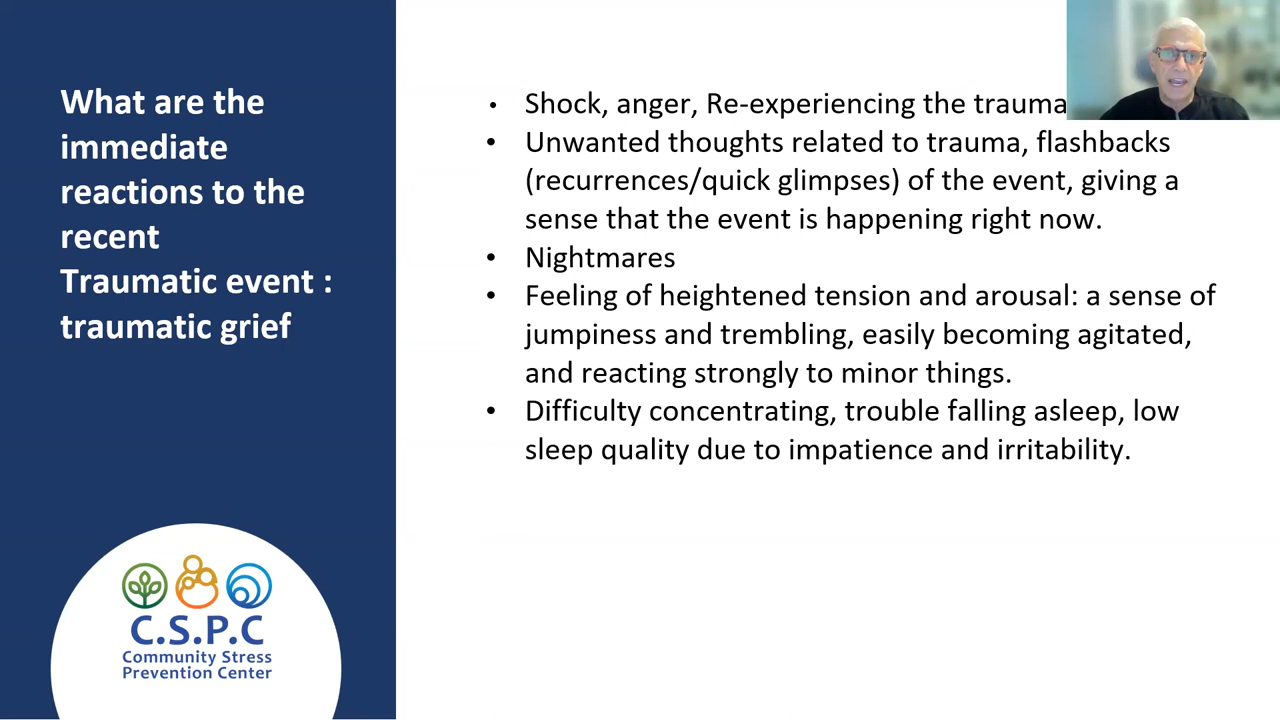 What are the
immediate
reactions to the
recent
Traumatic event :
traumatic grief
• Shock, anger, Re-experiencing the trauma
• Unwanted thoughts related to trauma, flashbacks
(recurrences/quick glimpses) of the event, giving a
sense that the event is happening right now.
• Nightmares
• Feeling of heightened tension and arousal: a sense of
jumpiness and trembling, easily becoming agitated,
and reacting strongly to minor things.
• Difficulty concentrating, trouble falling asleep, low
sleep quality due to impatience and irritability.
C.S.P.C
Community Stress
Prevention Center